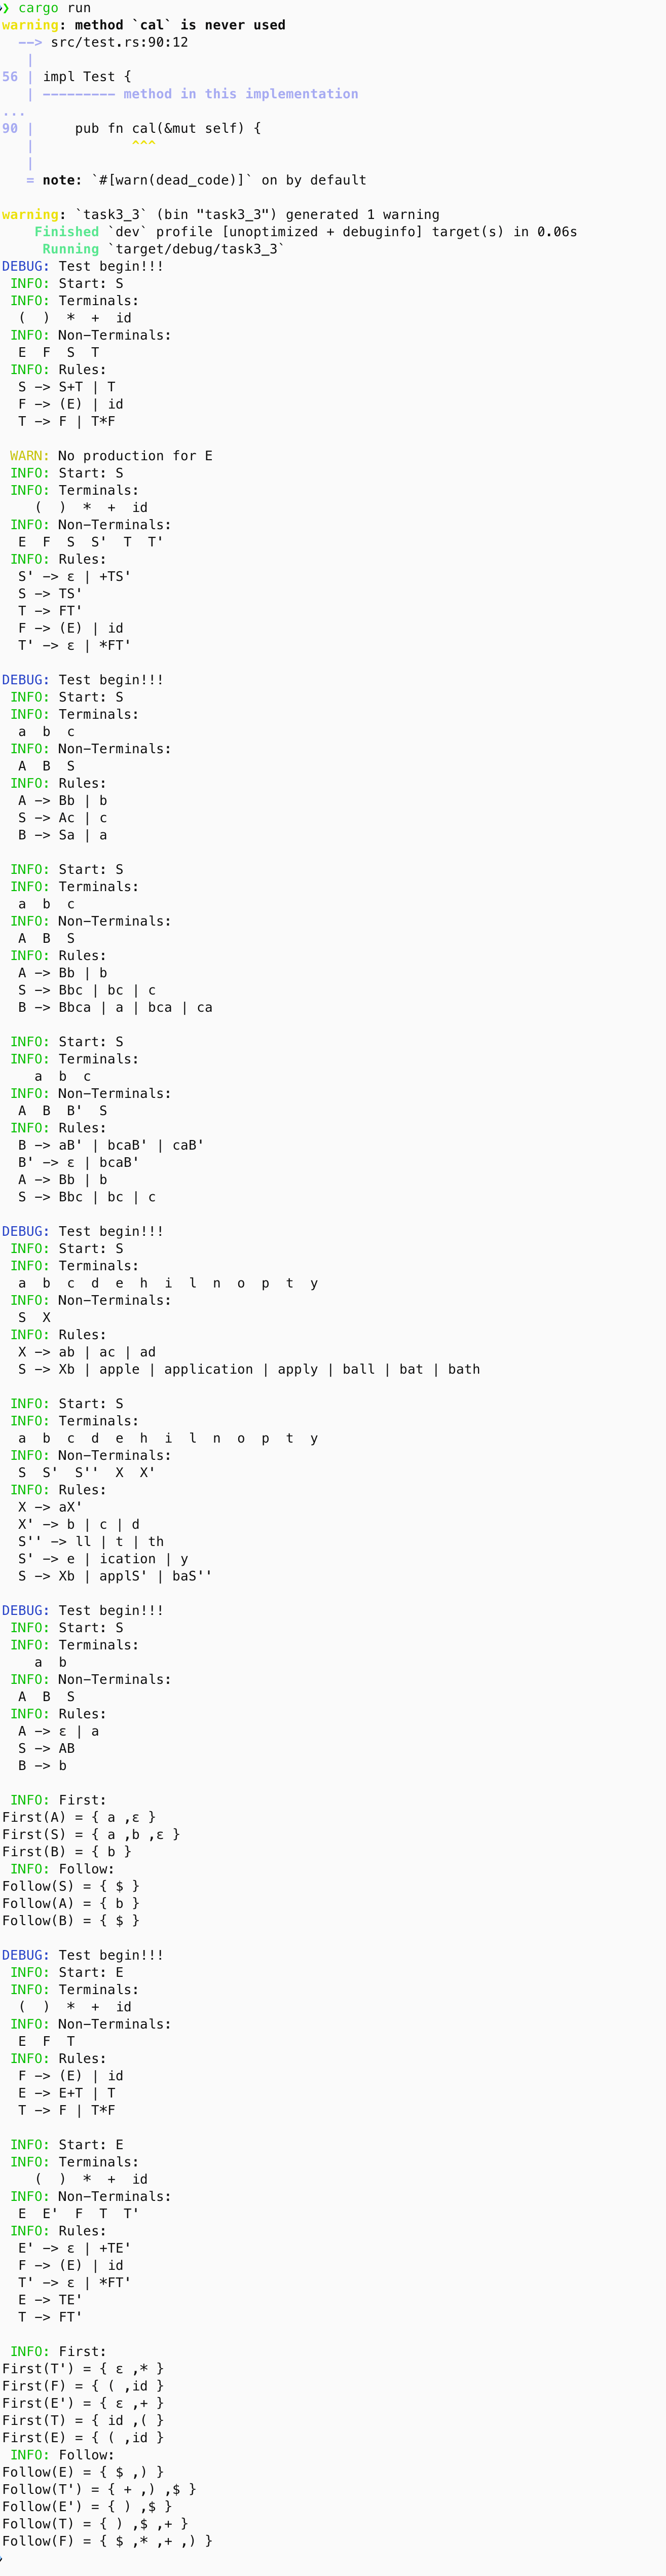 ❯ cargo run
warning: method `cal` is never used
  --> src/test.rs:90:12
   |
56 | impl Test {
   | --------- method in this implementation
...
90 |     pub fn cal(&mut self) {
   |            ^^^
   |
   = note: `#[warn(dead_code)]` on by default

warning: `task3_3` (bin "task3_3") generated 1 warning
    Finished `dev` profile [unoptimized + debuginfo] target(s) in 0.06s
     Running `target/debug/task3_3`
DEBUG: Test begin!!!
 INFO: Start: S
 INFO: Terminals:
  (  )  *  +  id
 INFO: Non-Terminals:
  E  F  S  T
 INFO: Rules:
  S -> S+T | T
  F -> (E) | id
  T -> F | T*F

 WARN: No production for E
 INFO: Start: S
 INFO: Terminals:
    (  )  *  +  id
 INFO: Non-Terminals:
  E  F  S  S'  T  T'
 INFO: Rules:
  S' -> ε | +TS'
  S -> TS'
  T -> FT'
  F -> (E) | id
  T' -> ε | *FT'

DEBUG: Test begin!!!
 INFO: Start: S
 INFO: Terminals:
  a  b  c
 INFO: Non-Terminals:
  A  B  S
 INFO: Rules:
  A -> Bb | b
  S -> Ac | c
  B -> Sa | a

 INFO: Start: S
 INFO: Terminals:
  a  b  c
 INFO: Non-Terminals:
  A  B  S
 INFO: Rules:
  A -> Bb | b
  S -> Bbc | bc | c
  B -> Bbca | a | bca | ca

 INFO: Start: S
 INFO: Terminals:
    a  b  c
 INFO: Non-Terminals:
  A  B  B'  S
 INFO: Rules:
  B -> aB' | bcaB' | caB'
  B' -> ε | bcaB'
  A -> Bb | b
  S -> Bbc | bc | c

DEBUG: Test begin!!!
 INFO: Start: S
 INFO: Terminals:
  a  b  c  d  e  h  i  l  n  o  p  t  y
 INFO: Non-Terminals:
  S  X
 INFO: Rules:
  X -> ab | ac | ad
  S -> Xb | apple | application | apply | ball | bat | bath

 INFO: Start: S
 INFO: Terminals:
  a  b  c  d  e  h  i  l  n  o  p  t  y
 INFO: Non-Terminals:
  S  S'  S''  X  X'
 INFO: Rules:
  X -> aX'
  X' -> b | c | d
  S'' -> ll | t | th
  S' -> e | ication | y
  S -> Xb | applS' | baS''

DEBUG: Test begin!!!
 INFO: Start: S
 INFO: Terminals:
    a  b
 INFO: Non-Terminals:
  A  B  S
 INFO: Rules:
  A -> ε | a
  S -> AB
  B -> b

 INFO: First:
First(A) = { a ,ε }
First(S) = { a ,b ,ε }
First(B) = { b }
 INFO: Follow:
Follow(S) = { $ }
Follow(A) = { b }
Follow(B) = { $ }

DEBUG: Test begin!!!
 INFO: Start: E
 INFO: Terminals:
  (  )  *  +  id
 INFO: Non-Terminals:
  E  F  T
 INFO: Rules:
  F -> (E) | id
  E -> E+T | T
  T -> F | T*F

 INFO: Start: E
 INFO: Terminals:
    (  )  *  +  id
 INFO: Non-Terminals:
  E  E'  F  T  T'
 INFO: Rules:
  E' -> ε | +TE'
  F -> (E) | id
  T' -> ε | *FT'
  E -> TE'
  T -> FT'

 INFO: First:
First(T') = { ε ,* }
First(F) = { ( ,id }
First(E') = { ε ,+ }
First(T) = { id ,( }
First(E) = { ( ,id }
 INFO: Follow:
Follow(E) = { $ ,) }
Follow(T') = { + ,) ,$ }
Follow(E') = { ) ,$ }
Follow(T) = { ) ,$ ,+ }
Follow(F) = { $ ,* ,+ ,) }